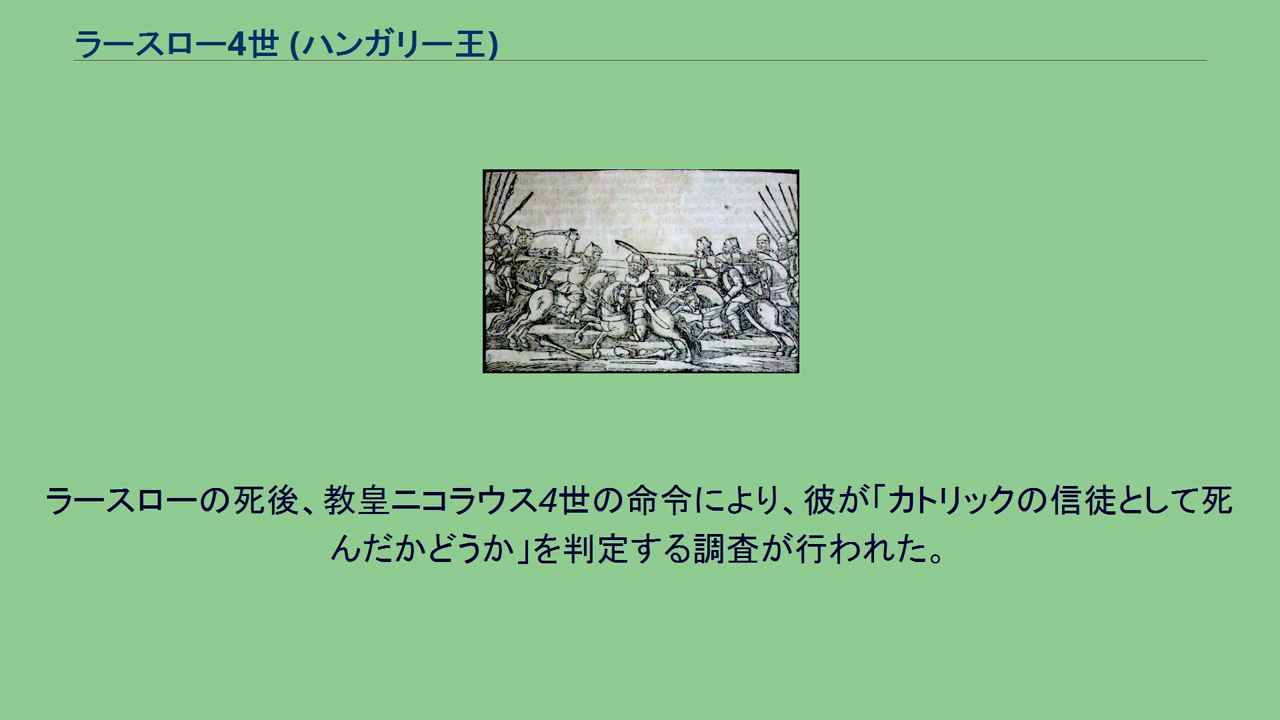 ラースロー4世 (ハンガリー王)
ラースローの死後、教皇ニコラウス4世の命令により、彼が「カトリックの信徒として死
んだかどうか」を判定する調査が行われた。